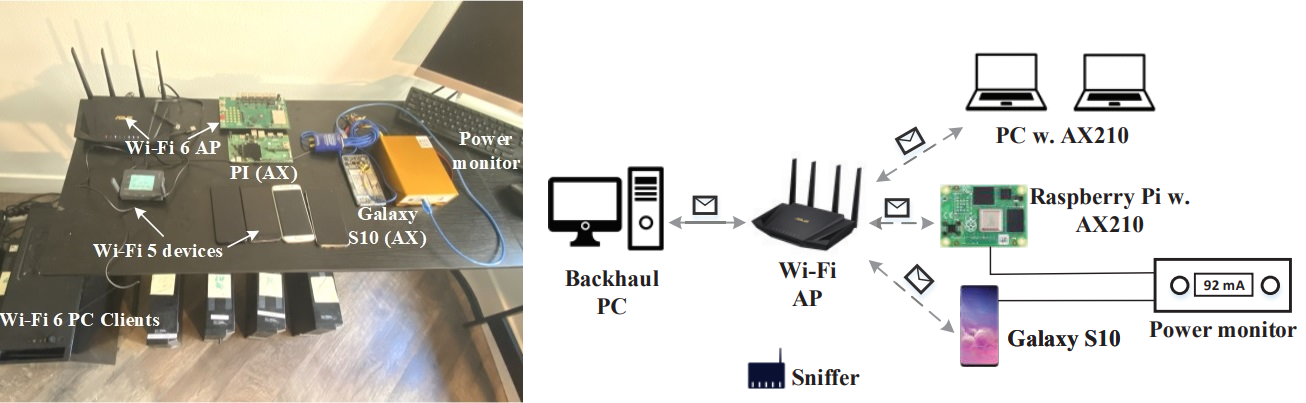 Wi-Fi 6 AP
PI (AX)
Power
monitor
Galaxy
S10 (AX)
Wi-Fi 5 devices
Wi-Fi 6 PC Clients
PC w. AX210
Raspberry Pi w.
AX210
Backhaul
PC
Wi-Fi
AP
92 mA
Power monitor
Galaxy S10
Sniffer